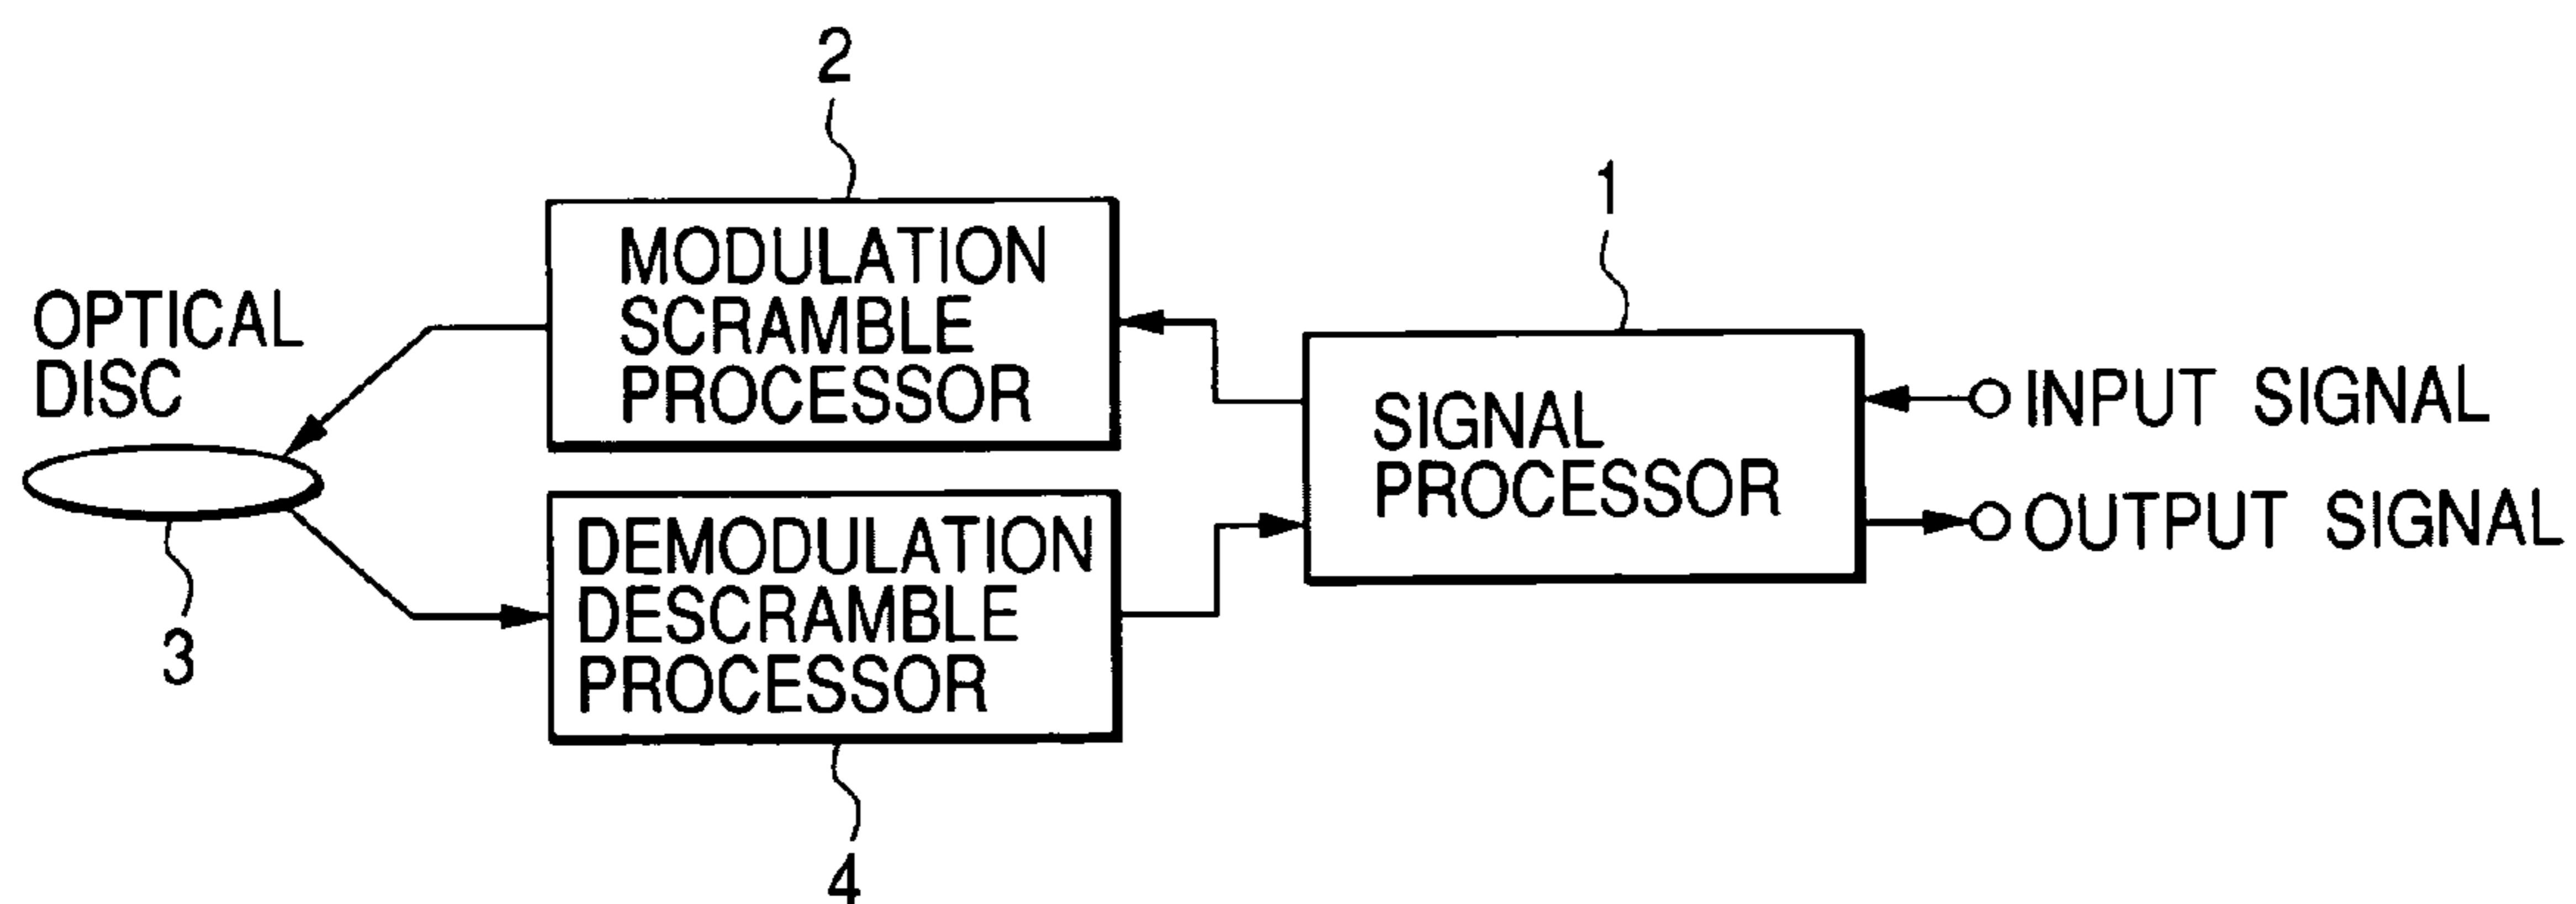 2
MODULATION
SCRAMBLE
PROCESSOR
1
OPTICAL
DISC
SIGNAL
PROCESSOR
INPUT SIGNAL
OUTPUT SIGNAL
DEMODULATION
DESCRAMBLE
PROCESSOR
3
4